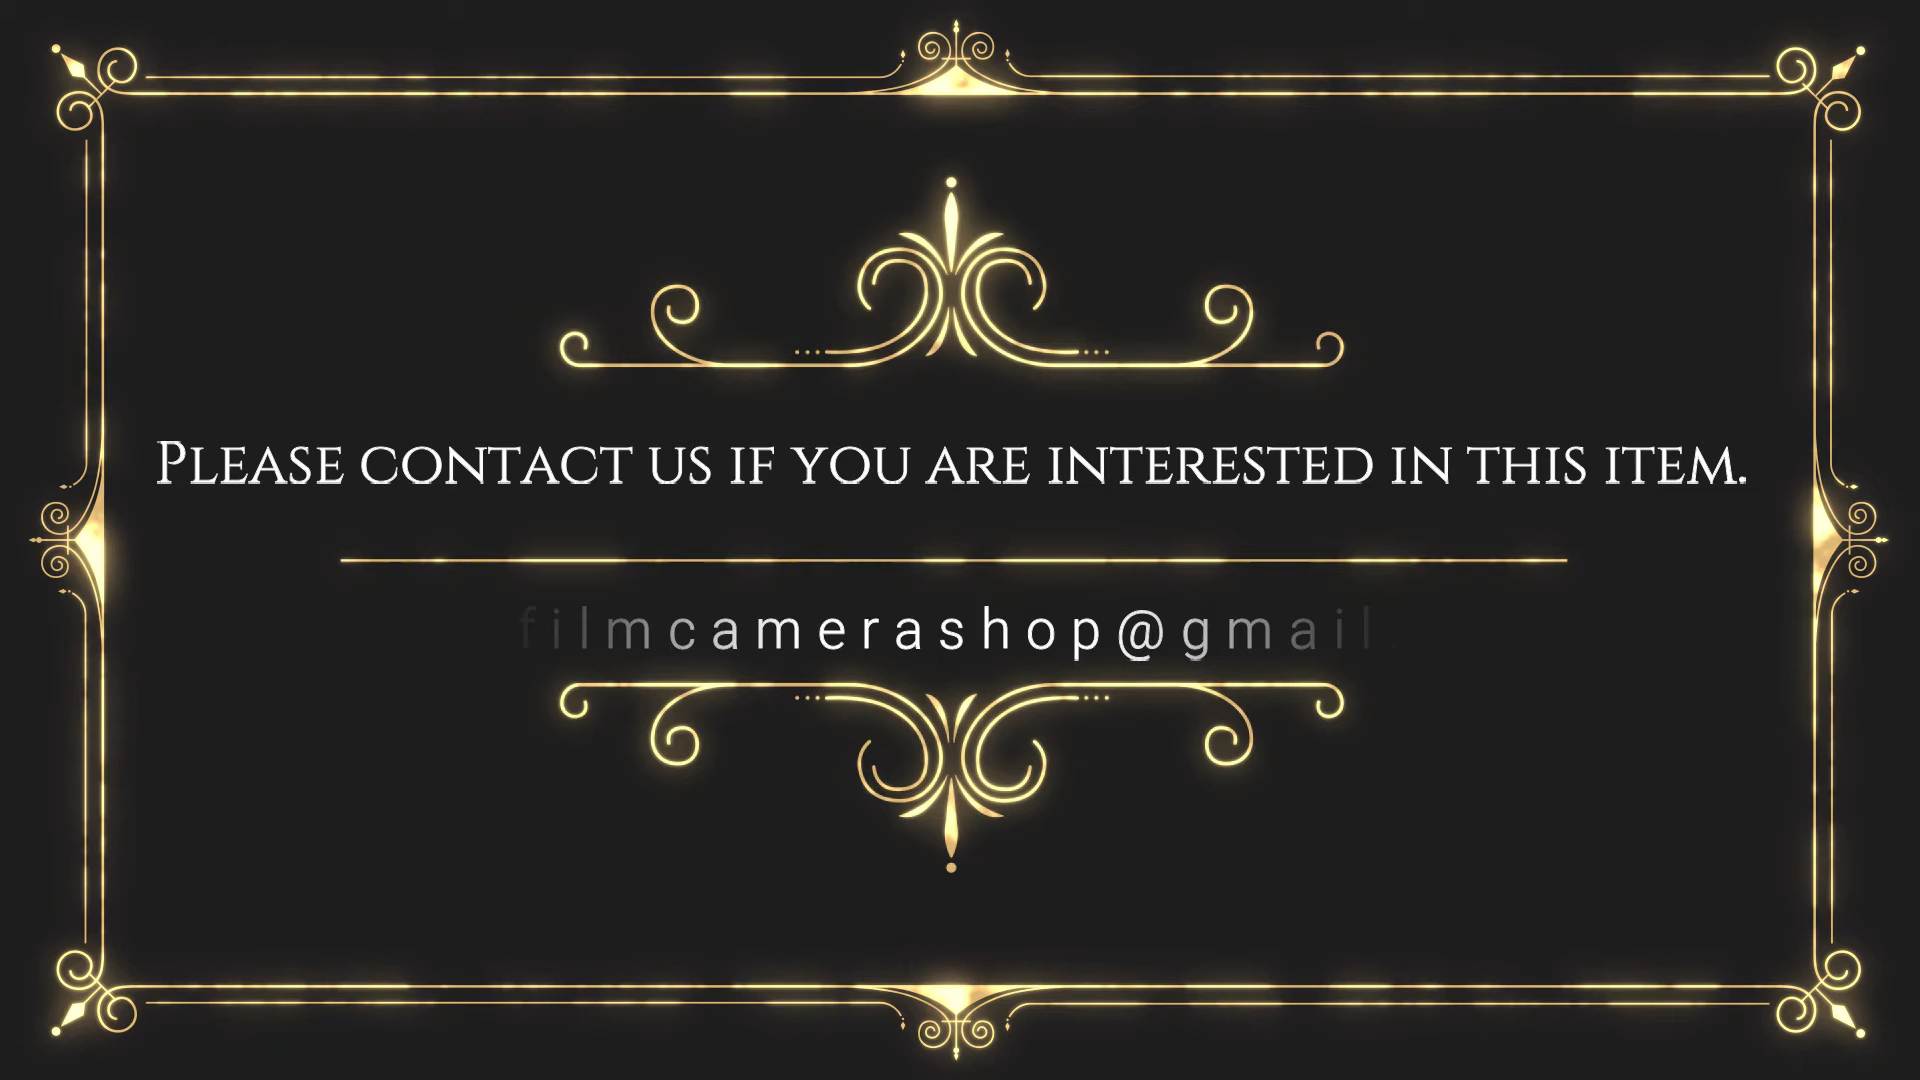 Please contact us if you are interested in this item.
filmcamerashop@gmail